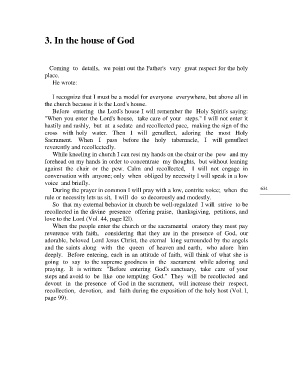 3. In the house of God
Coming to details, we point out the Father's very great respect for the holy
place.
He wrote:
I recognize that I must be a model for everyone everywhere, but above all in
the church because it is the Lord's house.
Before entering the Lord's house I will remember the Holy Spirit's saying:
"When you enter the Lord's house, take care of your steps." I will not enter it
hastily and rashly, but at a sedate and recollected pace, making the sign of the
cross with holy water. Then I will genuflect, adoring the most Holy
Sacrament. When I pass before the holy tabernacle, I will genuflect
reverently and recollectedly.
While kneeling in church I can rest my hands on the chair or the pew and my
forehead on my hands in order to concentrate my thoughts, but without leaning
against the chair or the pew. Calm and recollected, I will not engage in
conversation with anyone; only when obliged by necessity I will speak in a low
voice and briefly.
During the prayer in common I will pray with a low, contrite voice; when the
rule or necessity lets us sit, I will do so decorously and modestly.
So that my external behavior in church be well-regulated I will strive to be
recollected in the divine presence offering praise, thanksgiving, petitions, and
love to the Lord (Vol. 44, page 121).
When the people enter the church or the sacramental oratory they must pay
reverence with faith, considering that they are in the presence of God, our
adorable, beloved Lord Jesus Christ, the eternal king surrounded by the angels
and the saints along with the queen of heaven and earth, who adore him
deeply. Before entering, each in an attitude of faith, will think of what she is
going to say to the supreme goodness in the sacrament while adoring and
praying. It is written: "Before entering God's sanctuary, take care of your
steps and avoid to be like one tempting God." They will be recollected and
devout in the presence of God in the sacrament, will increase their respect,
recollection, devotion, and faith during the exposition of the holy host (Vol. I,
page 99).